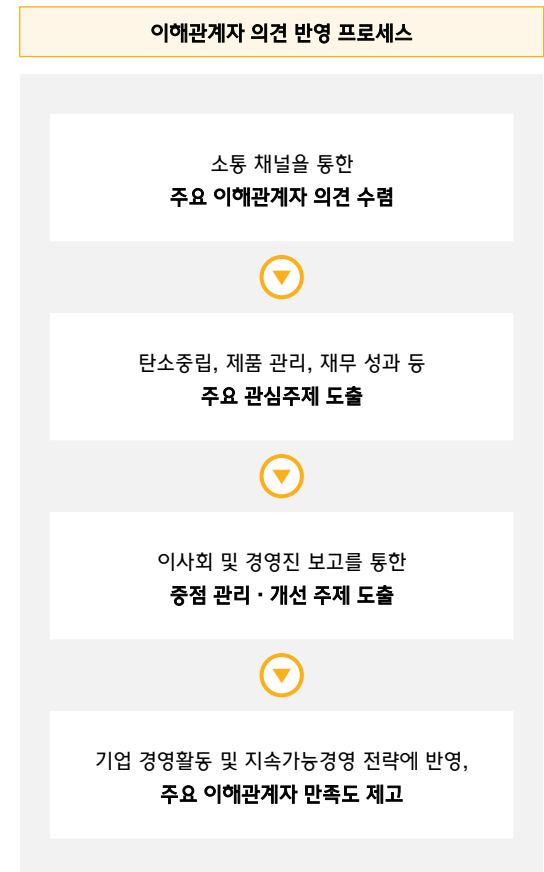 이해관계자 의견 반영 프로세스
소통 채널을 통한
주요 이해관계자 의견 수렴
탄소중립, 제품 관리, 재무 성과 등
주요 관심주제 도출
이사회 및 경영진 보고를 통한
중점 관리 · 개선 주제 도출
기업 경영활동 및 지속가능경영 전략에 반영,
주요 이해관계자 만족도 제고